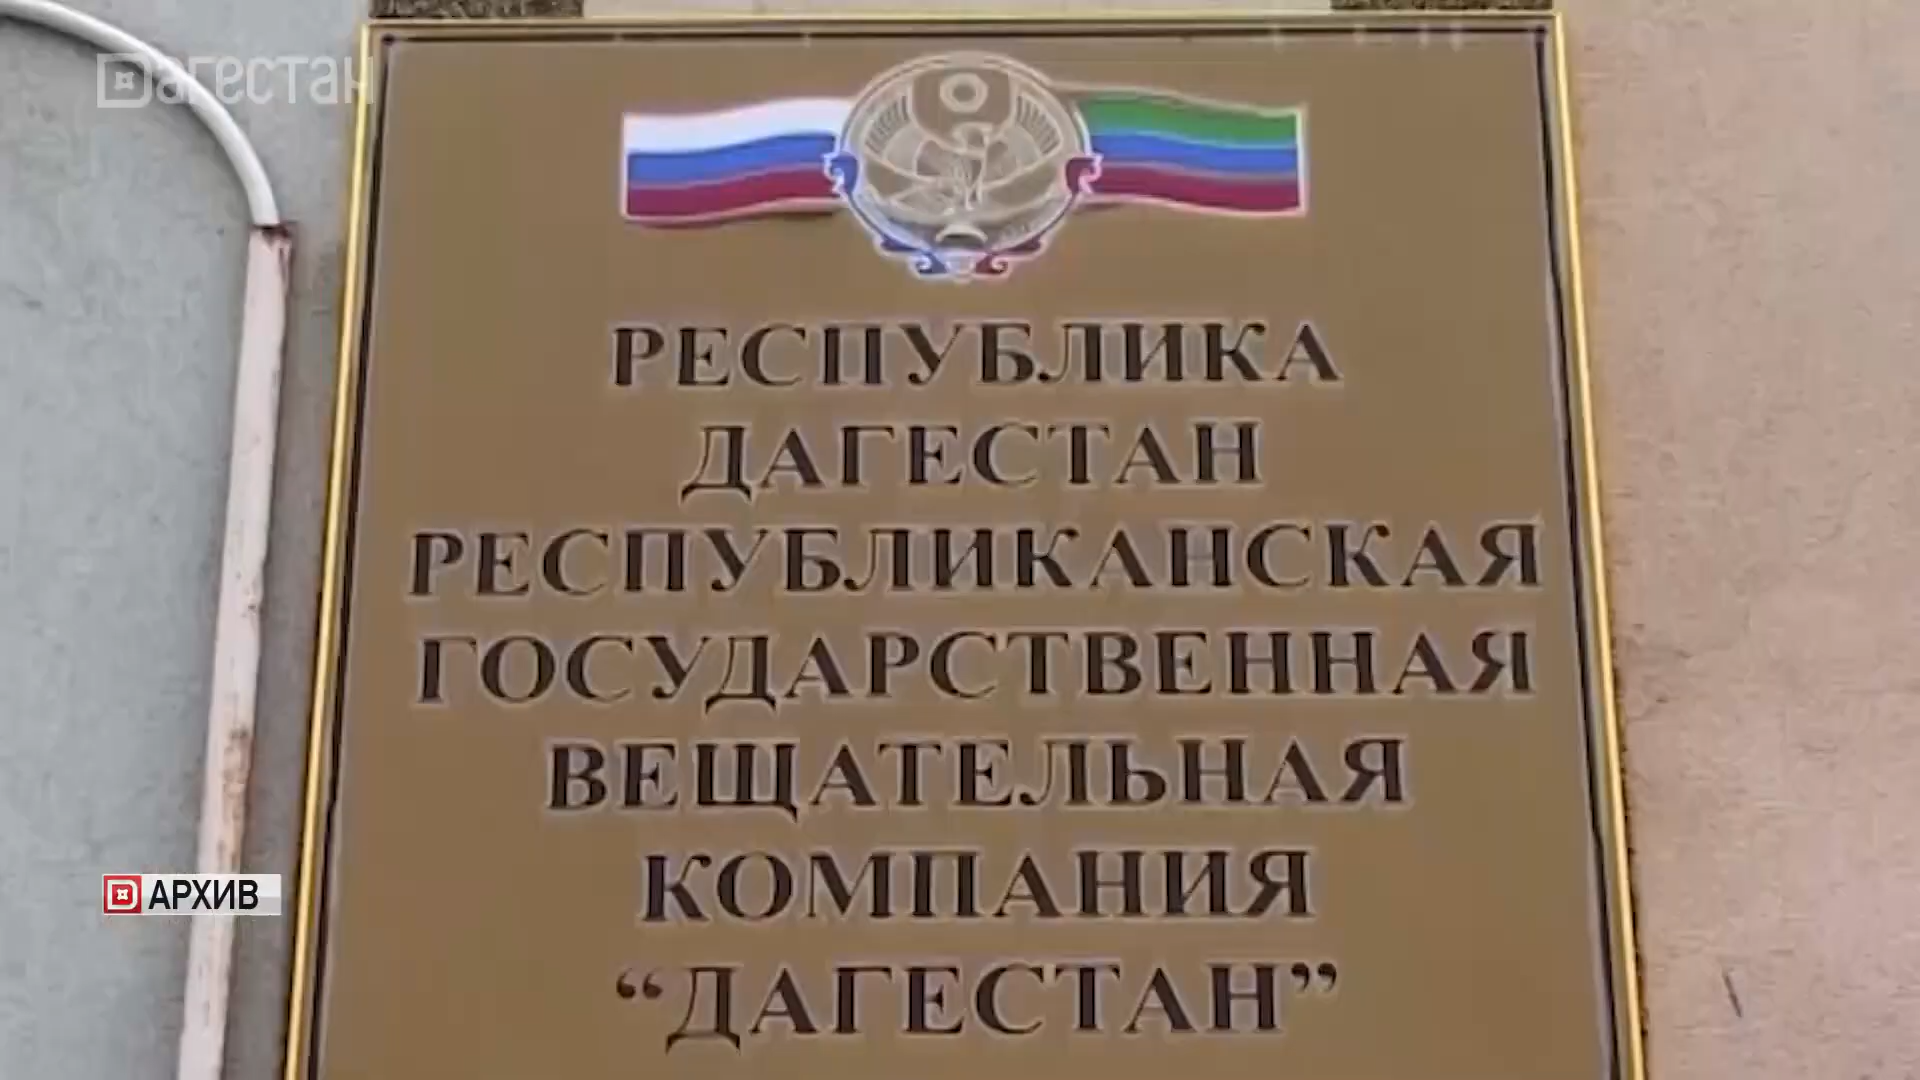 Дагестан
РЕСПУБЛИКА
ДАГЕСТАН
РЕСПУБЛИКАНСКАЯ
ГОСУДАРСТВЕННАЯ
ВЕЩАТЕЛЬНАЯ
КОМПАНИЯ
“ДАГЕСТАН”
АРХИВ